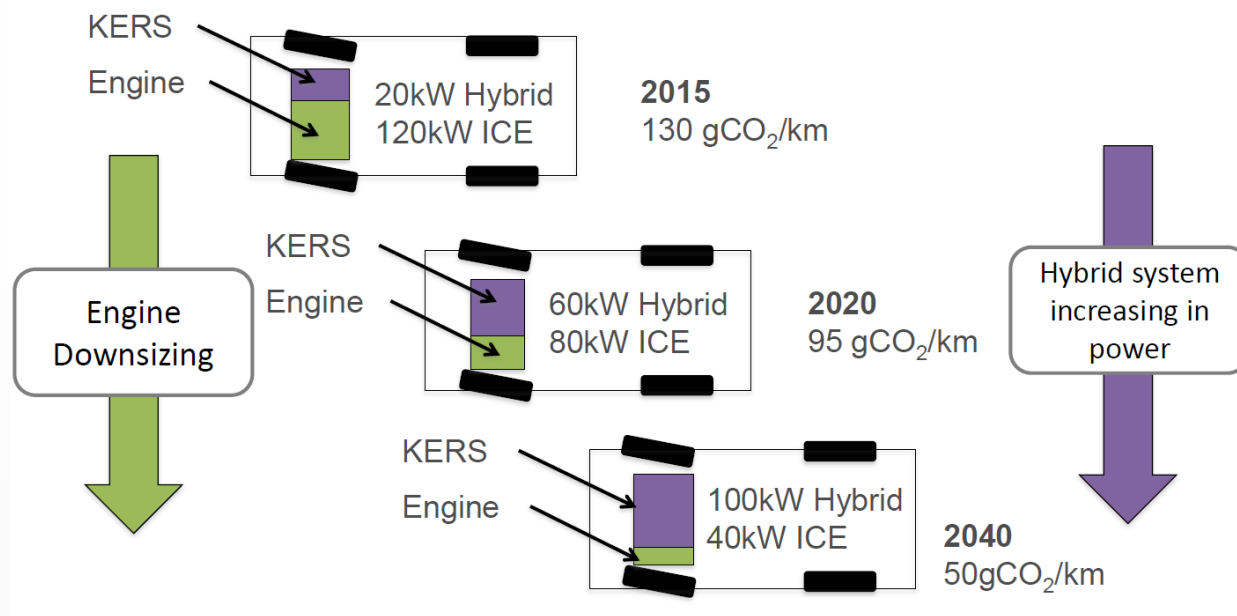 KERS
Engine
20kW Hybrid
120kW ICE
2015
130 gCO₂/km
KERS
Engine
60kW Hybrid
80kW ICE
2020
95 gCO₂/km
Engine
Downsizing
Hybrid system
increasing in
power
KERS
Engine
100kW Hybrid
40kW ICE
2040
50gCO₂/km